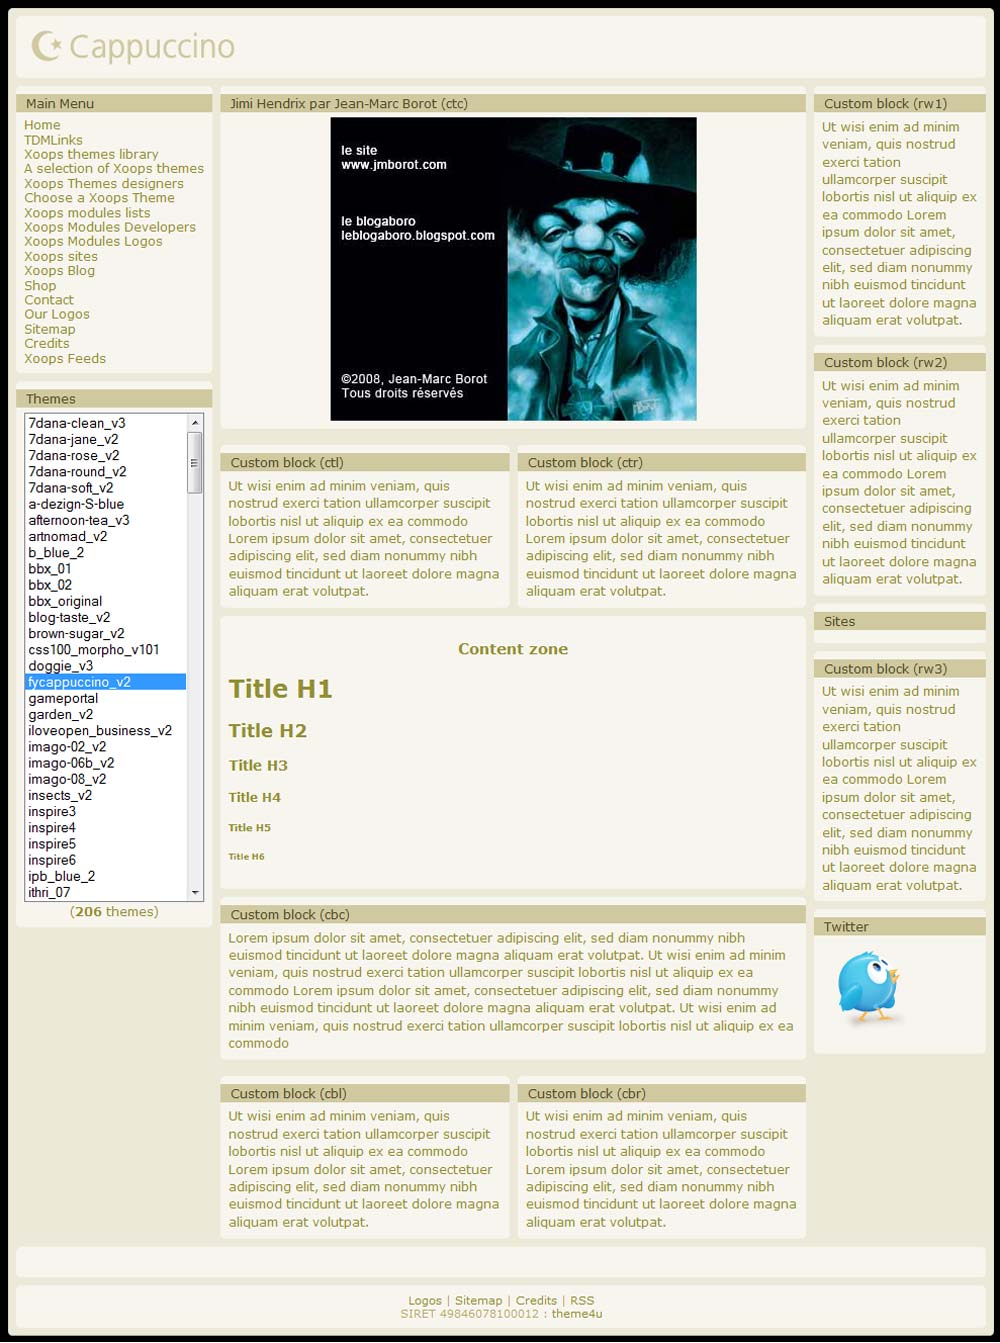 Cappuccino
Main Menu
Home
TDMLinks
Xoops themes library
A selection of Xoops themes
Xoops Themes designers
Choose a Xoops Theme
Xoops modules lists
Xoops Modules Developers
Xoops Modules Logos
Xoops sites
Xoops Blog
Shop
Contact
Our Logos
Sitemap
Credits
Xoops Feeds
Themes
7dana-clean_v3
7dana-jane_v2
7dana-rose_v2
7dana-round_v2
7dana-soft_v2
a-dezign-S-blue
afternoon-tea_v3
artnomad_v2
b_blue_2
bbx_01
bbx_02
bbx_original
blog-taste_v2
brown-sugar_v2
css100_morpho_v101
doggie_v3
fycappuccino_v2
gameportal
garden_v2
iloveopen_business_v2
imago-02_v2
imago-06b_v2
imago-08_v2
insects_v2
inspire3
inspire4
inspire5
inspire6
ipb_blue_2
ithri_07
(206 themes)
Jimi Hendrix par Jean-Marc Borot (ctc)
le site
www.jmborot.com
le blogaboro
leblogaboro.blogspot.com
©2008, Jean-Marc Borot
Tous droits réservés
Custom block (ctl)
Ut wisi enim ad minim veniam, quis
nostrud exerci tation ullamcorper suscipit
lobortis nisl ut aliquip ex ea commodo
Lorem ipsum dolor sit amet, consectetuer
adipiscing elit, sed diam nonummy nibh
euismod tincidunt ut laoreet dolore magna
aliquam erat volutpat.
Custom block (ctr)
Ut wisi enim ad minim veniam, quis
nostrud exerci tation ullamcorper suscipit
lobortis nisl ut aliquip ex ea commodo
Lorem ipsum dolor sit amet, consectetuer
adipiscing elit, sed diam nonummy nibh
euismod tincidunt ut laoreet dolore magna
aliquam erat volutpat.
Content zone
Title H1
Title H2
Title H3
Title H4
Title H5
Title H6
Custom block (cbc)
Lorem ipsum dolor sit amet, consectetuer adipiscing elit, sed diam nonummy nibh
euismod tincidunt ut laoreet dolore magna aliquam erat volutpat. Ut wisi enim ad minim
veniam, quis nostrud exerci tation ullamcorper suscipit lobortis nisl ut aliquip ex ea
commodo Lorem ipsum dolor sit amet, consectetuer adipiscing elit, sed diam nonummy
nibh euismod tincidunt ut laoreet dolore magna aliquam erat volutpat. Ut wisi enim ad
minim veniam, quis nostrud exerci tation ullamcorper suscipit lobortis nisl ut aliquip ex ea
commodo
Custom block (cbl)
Ut wisi enim ad minim veniam, quis
nostrud exerci tation ullamcorper suscipit
lobortis nisl ut aliquip ex ea commodo
Lorem ipsum dolor sit amet, consectetuer
adipiscing elit, sed diam nonummy nibh
euismod tincidunt ut laoreet dolore magna
aliquam erat volutpat.
Custom block (cbr)
Ut wisi enim ad minim veniam, quis
nostrud exerci tation ullamcorper suscipit
lobortis nisl ut aliquip ex ea commodo
Lorem ipsum dolor sit amet, consectetuer
adipiscing elit, sed diam nonummy nibh
euismod tincidunt ut laoreet dolore magna
aliquam erat volutpat.
Custom block (rw1)
Ut wisi enim ad minim
veniam, quis nostrud
exerci tation
ullamcorper suscipit
lobortis nisl ut aliquip ex
ea commodo Lorem
ipsum dolor sit amet,
consectetuer adipiscing
elit, sed diam nonummy
nibh euismod tincidunt
ut laoreet dolore magna
aliquam erat volutpat.
Custom block (rw2)
Ut wisi enim ad minim
veniam, quis nostrud
exerci tation
ullamcorper suscipit
lobortis nisl ut aliquip ex
ea commodo Lorem
ipsum dolor sit amet,
consectetuer adipiscing
elit, sed diam nonummy
nibh euismod tincidunt
ut laoreet dolore magna
aliquam erat volutpat.
Sites
Custom block (rw3)
Ut wisi enim ad minim
veniam, quis nostrud
exerci tation
ullamcorper suscipit
lobortis nisl ut aliquip ex
ea commodo Lorem
ipsum dolor sit amet,
consectetuer adipiscing
elit, sed diam nonummy
nibh euismod tincidunt
ut laoreet dolore magna
aliquam erat volutpat.
Twitter
Logos | Sitemap | Credits | RSS
SIRET 49846078100012 : theme4u